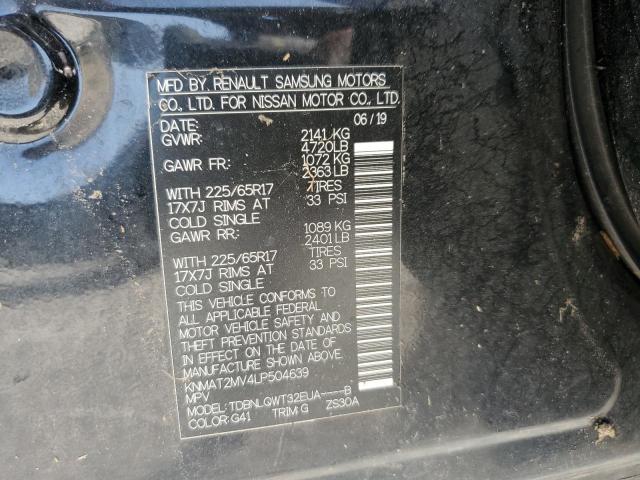 MFD BY RENAULT SAMSUNG MOTORS
CO., LTD. FOR NISSAN MOTOR CO., LTD.
DATE: 06/19
GVWR: 2141 KG
4720LB
GAWR FR: 1072 KG
2363 LB
WITH 225/65R17 TIRES
17X7J RIMS AT 33 PSI
COLD SINGLE
GAWR RR: 1089 KG
2401 LB
WITH 225/65R17 TIRES
17X7J RIMS AT 33 PSI
COLD SINGLE
THIS VEHICLE CONFORMS TO
ALL APPLICABLE FEDERAL
MOTOR VEHICLE SAFETY AND
THEFT PREVENTION STANDARDS
IN EFFECT ON THE DATE OF
MANUFACTURE SHOWN ABOVE.
KNMAT2MV4LP504639
MPV
MODEL: TDBNLQWT32EUA----B
COLOR: G41 TRIM: G ZS30A